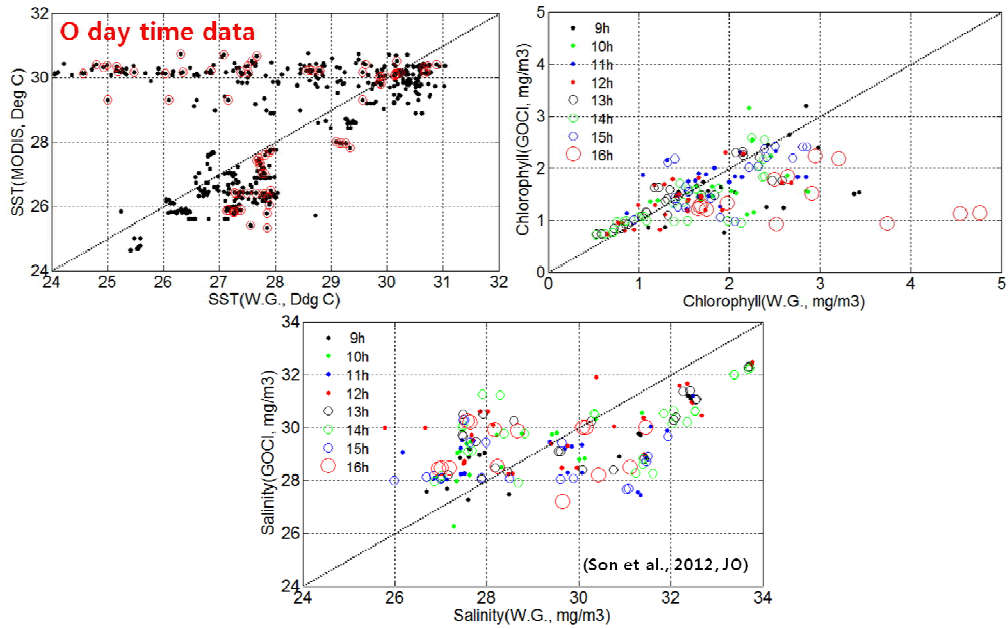 O day time data
SST(MODIS, Deg C)
32
30
28
26
24
24 25 26 27 28 29 30 31 32
SST(W.G., Ddg C)
Chlorophyll(GOCI, mg/m3)
5
4
3
2
1
0
9h
10h
11h
12h
13h
14h
15h
16h
0 1 2 3 4 5
Chlorophyll(W.G., mg/m3)
Salinity(GOCI, mg/m3)
34
32
30
28
26
24
9h
10h
11h
12h
13h
14h
15h
16h
(Son et al., 2012, JO)
24 26 28 30 32 34
Salinity(W.G., mg/m3)